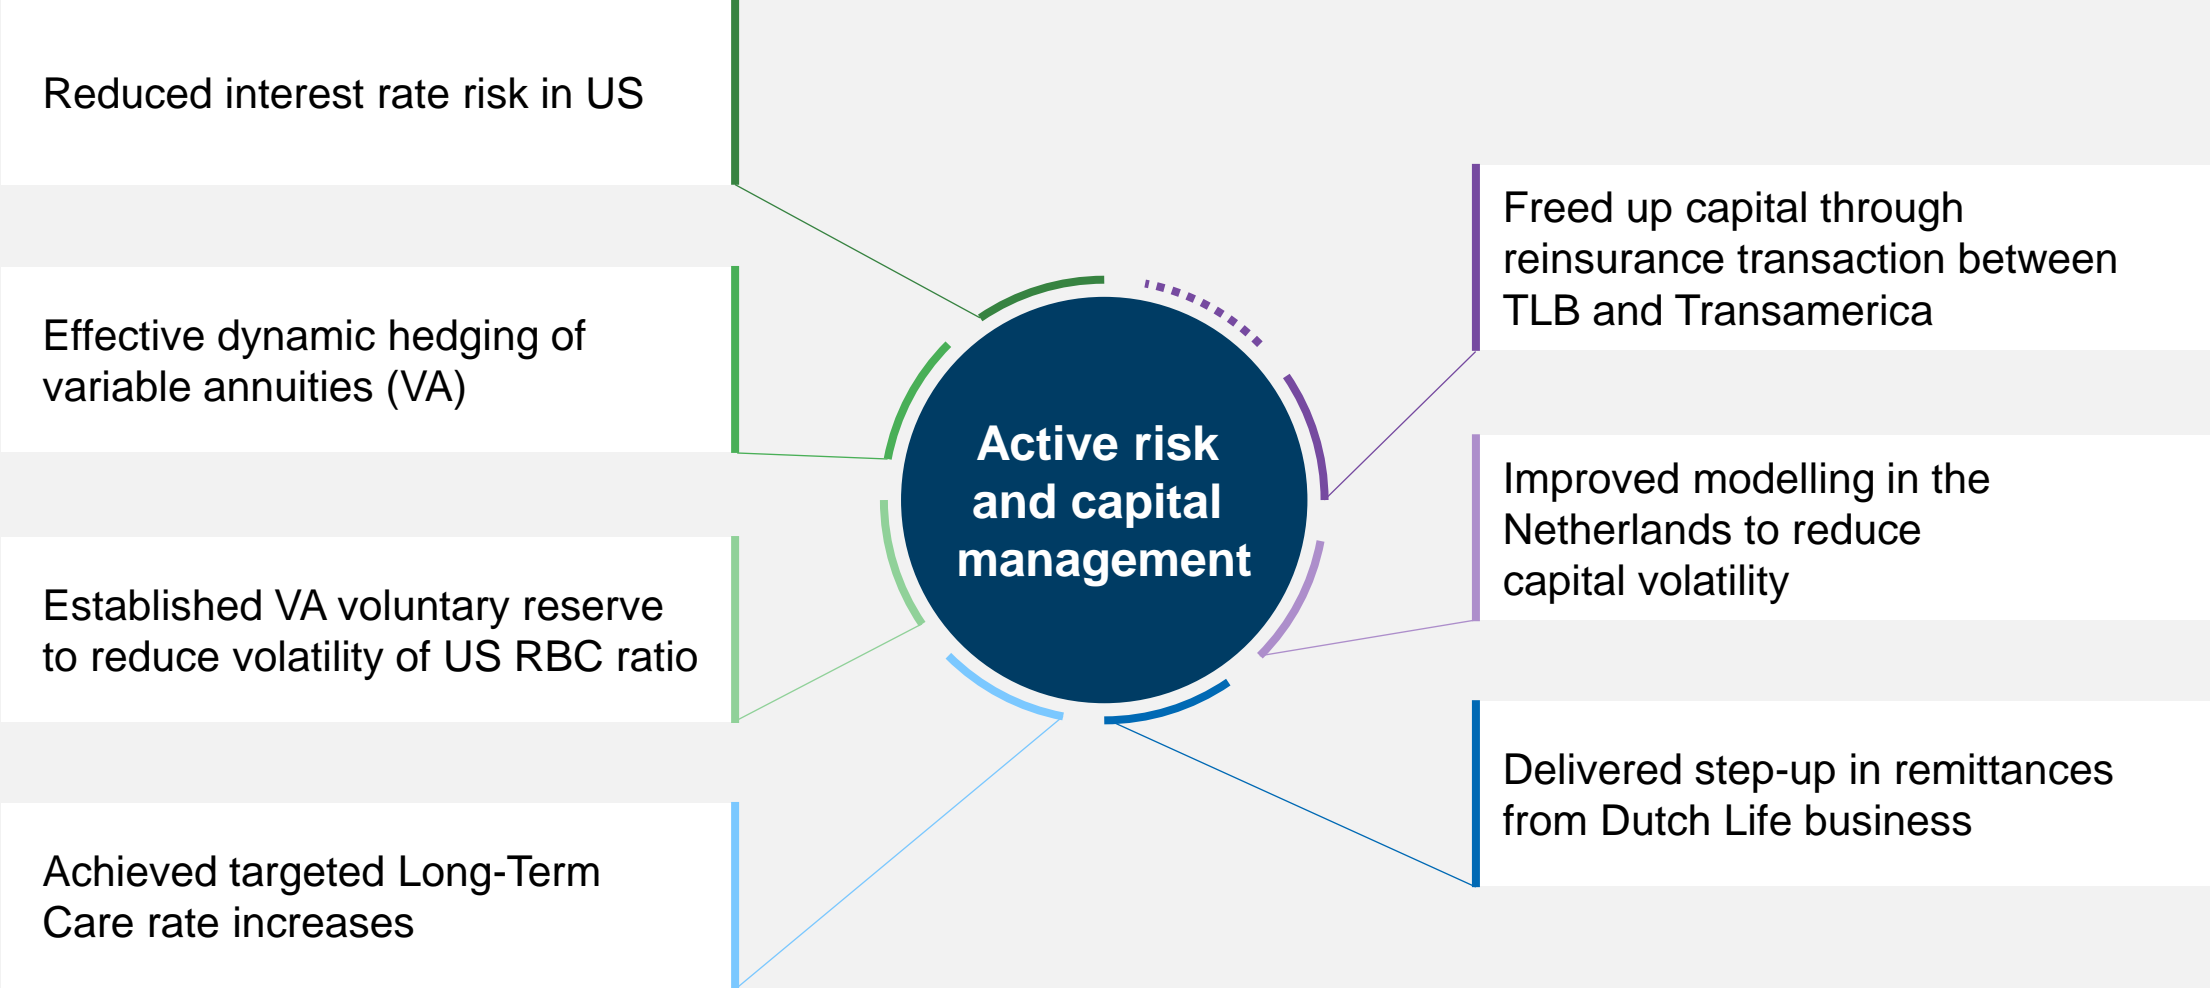 Reduced interest rate risk in US
Effective dynamic hedging of
variable annuities (VA)
Established VA voluntary reserve
to reduce volatility of US RBC ratio
Achieved targeted Long-Term
Care rate increases
Active risk
and capital
management
Freed up capital through
reinsurance transaction between
TLB and Transamerica
Improved modelling in the
Netherlands to reduce
capital volatility
Delivered step-up in remittances
from Dutch Life business